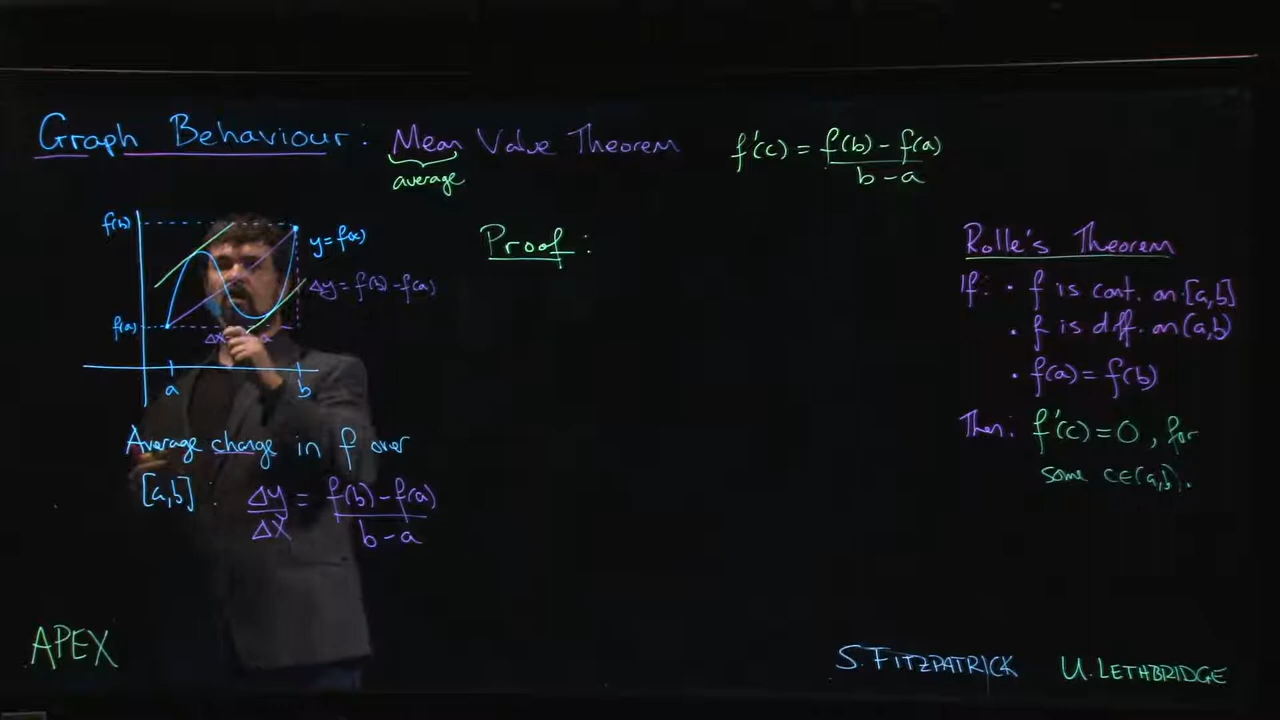 Graph Behaviour: Mean Value Theorem
average
f'(c) = f(b) - f(a) / b - a
f(b)
y = f(x)
Δy = f(b) - f(a)
f(a)
Δx
a
a b
Average change in f over
[a,b] : Δy/Δx = f(b) - f(a) / b - a
Proof :
Rolle's Theorem
If: · f is cont. on [a,b]
· f is diff. on (a,b)
· f(a) = f(b)
Then: f'(c) = 0, for
some c∈(a,b).
APEX
S. FITZPATRICK U. LETHBRIDGE